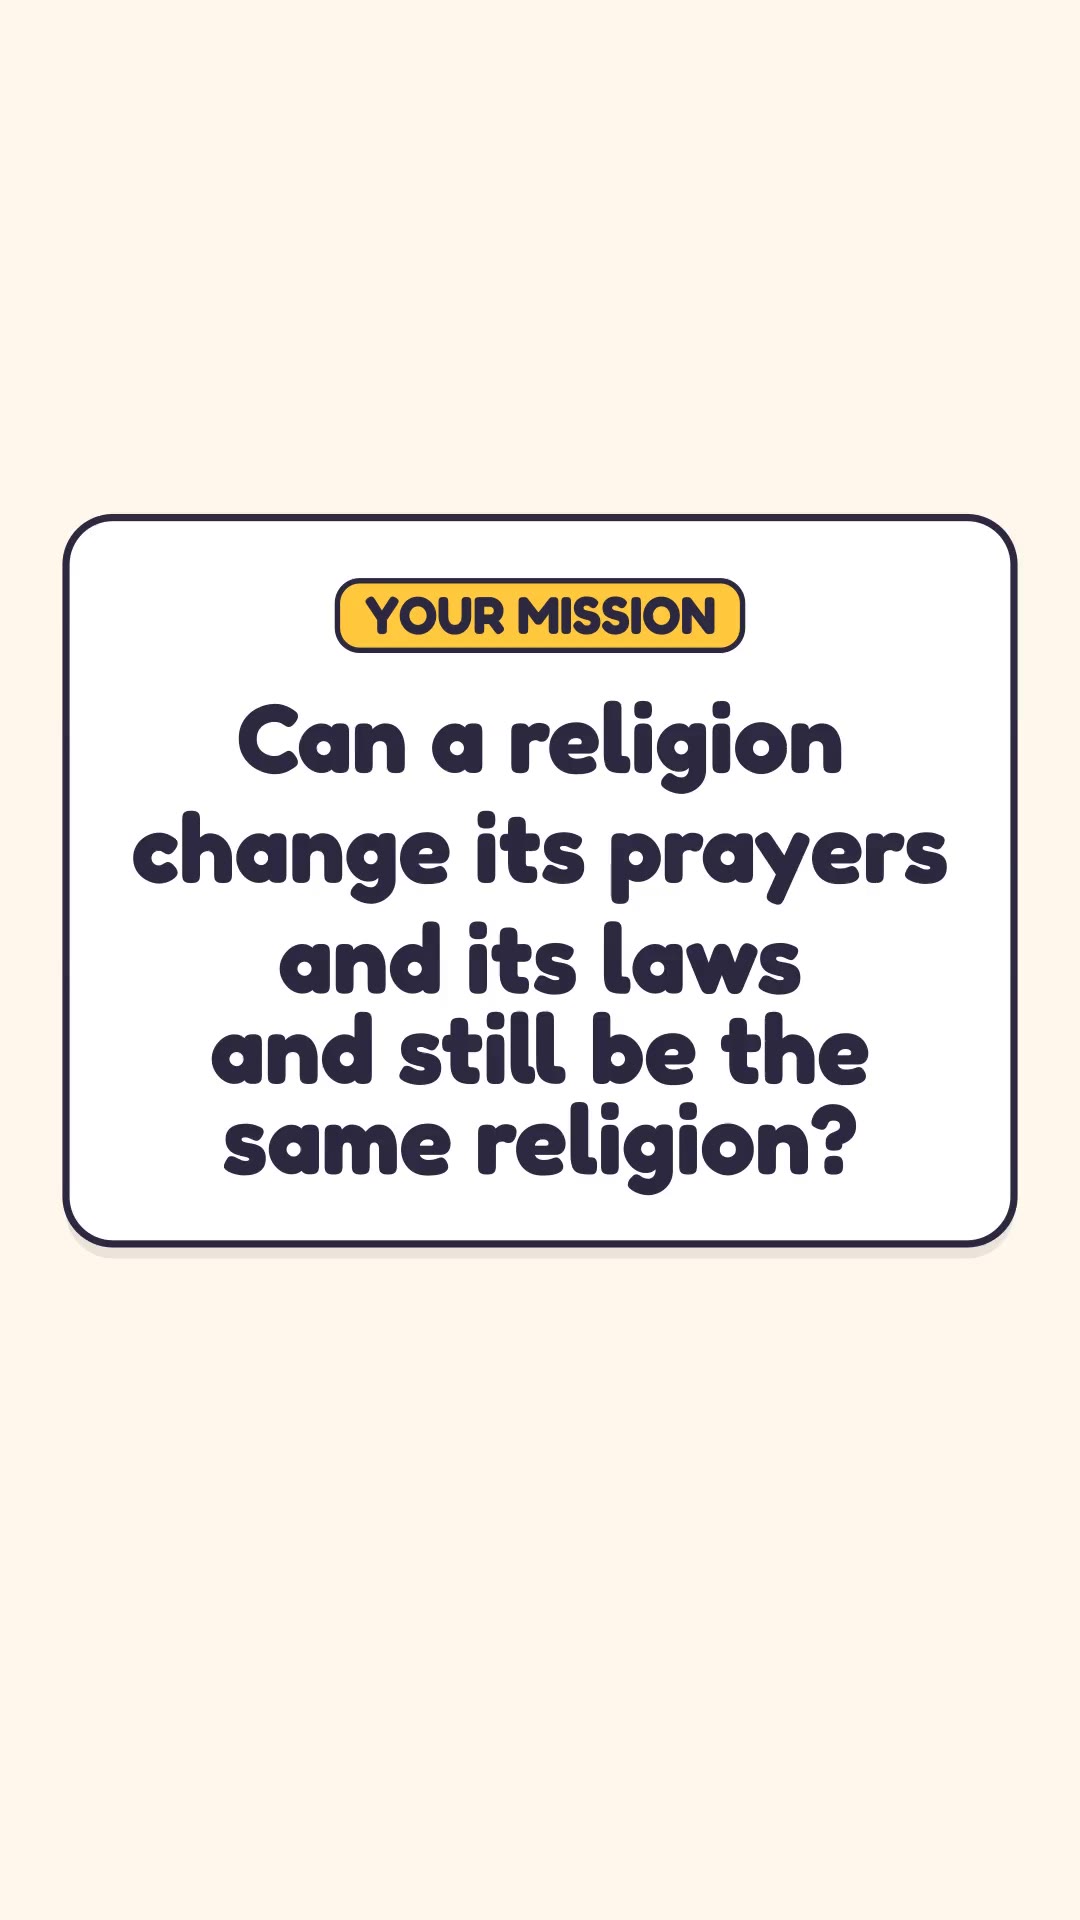 YOUR MISSION
Can a religion
change its prayers
and its laws
and still be the
same religion?